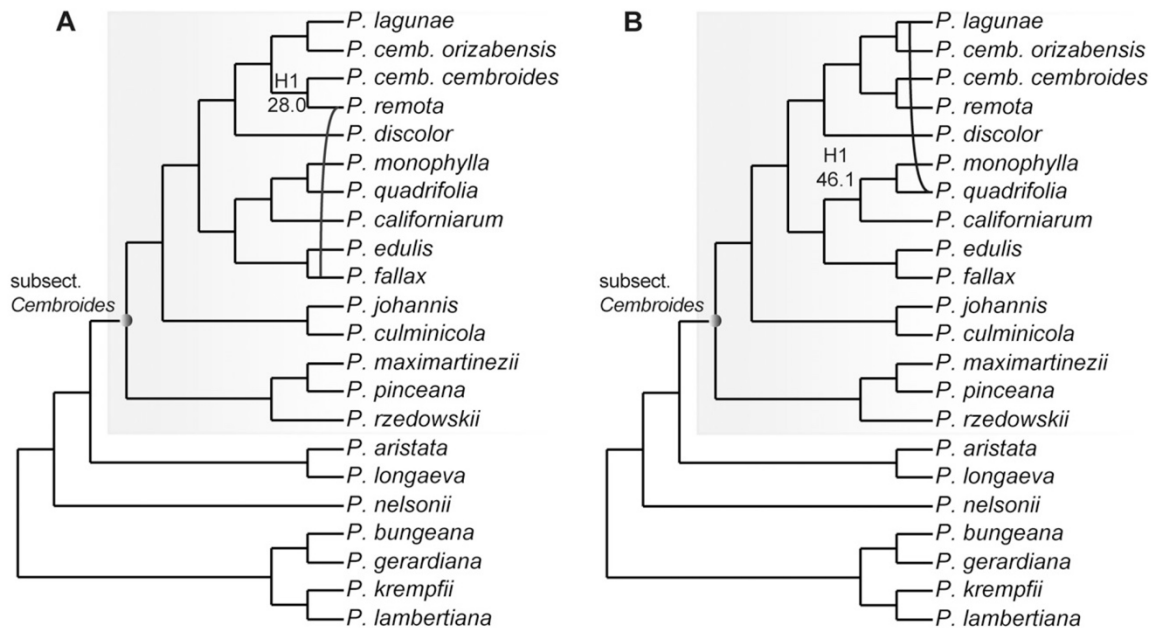 A
P. lagunae
P. cemb. orizabensis
P. cemb. cembroides
H1
28.0
P. remota
P. discolor
P. monophylla
P. quadrifolia
P. californiarum
P. edulis
P. fallax
subsect.
Cembroides
P. johannis
P. culminicola
P. maximartinezii
P. pinceana
P. rzedowskii
P. aristata
P. longaeva
P. nelsonii
P. bungeana
P. gerardiana
P. krempfii
P. lambertiana
B
P. lagunae
P. cemb. orizabensis
P. cemb. cembroides
P. remota
P. discolor
H1
46.1
P. monophylla
P. quadrifolia
P. californiarum
P. edulis
P. fallax
subsect.
Cembroides
P. johannis
P. culminicola
P. maximartinezii
P. pinceana
P. rzedowskii
P. aristata
P. longaeva
P. nelsonii
P. bungeana
P. gerardiana
P. krempfii
P. lambertiana